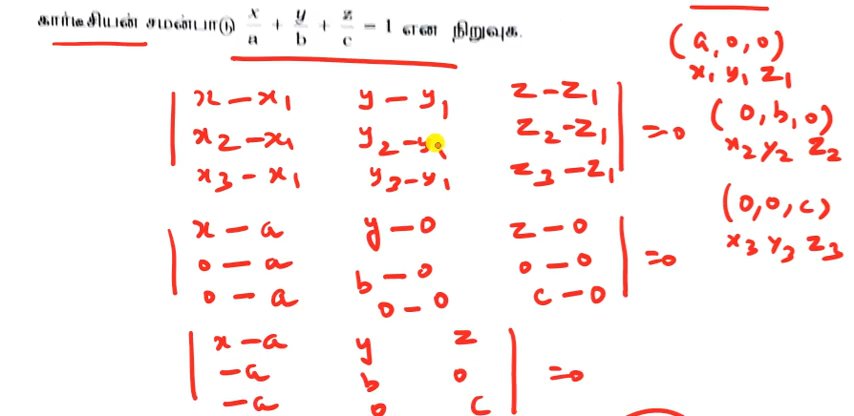 கார்டீசியன் சமன்பாடு x/a + y/b + z/c = 1 என நிறுவுக.
(a, 0, 0)
x₁ y₁ z₁
| x – x₁ y – y₁ z – z₁ |
| x₂ – x₁ y₂ – y₁ z₂ – z₁ | = 0
| x₃ – x₁ y₃ – y₁ z₃ – z₁ |
(0, b, 0)
x₂ y₂ z₂
(0, 0, c)
x₃ y₃ z₃
| x – a y – 0 z – 0 |
| 0 – a b – 0 0 – 0 | = 0
| 0 – a 0 – 0 c – 0 |
| x – a y z |
| – a b 0 | = 0
| – a 0 c |